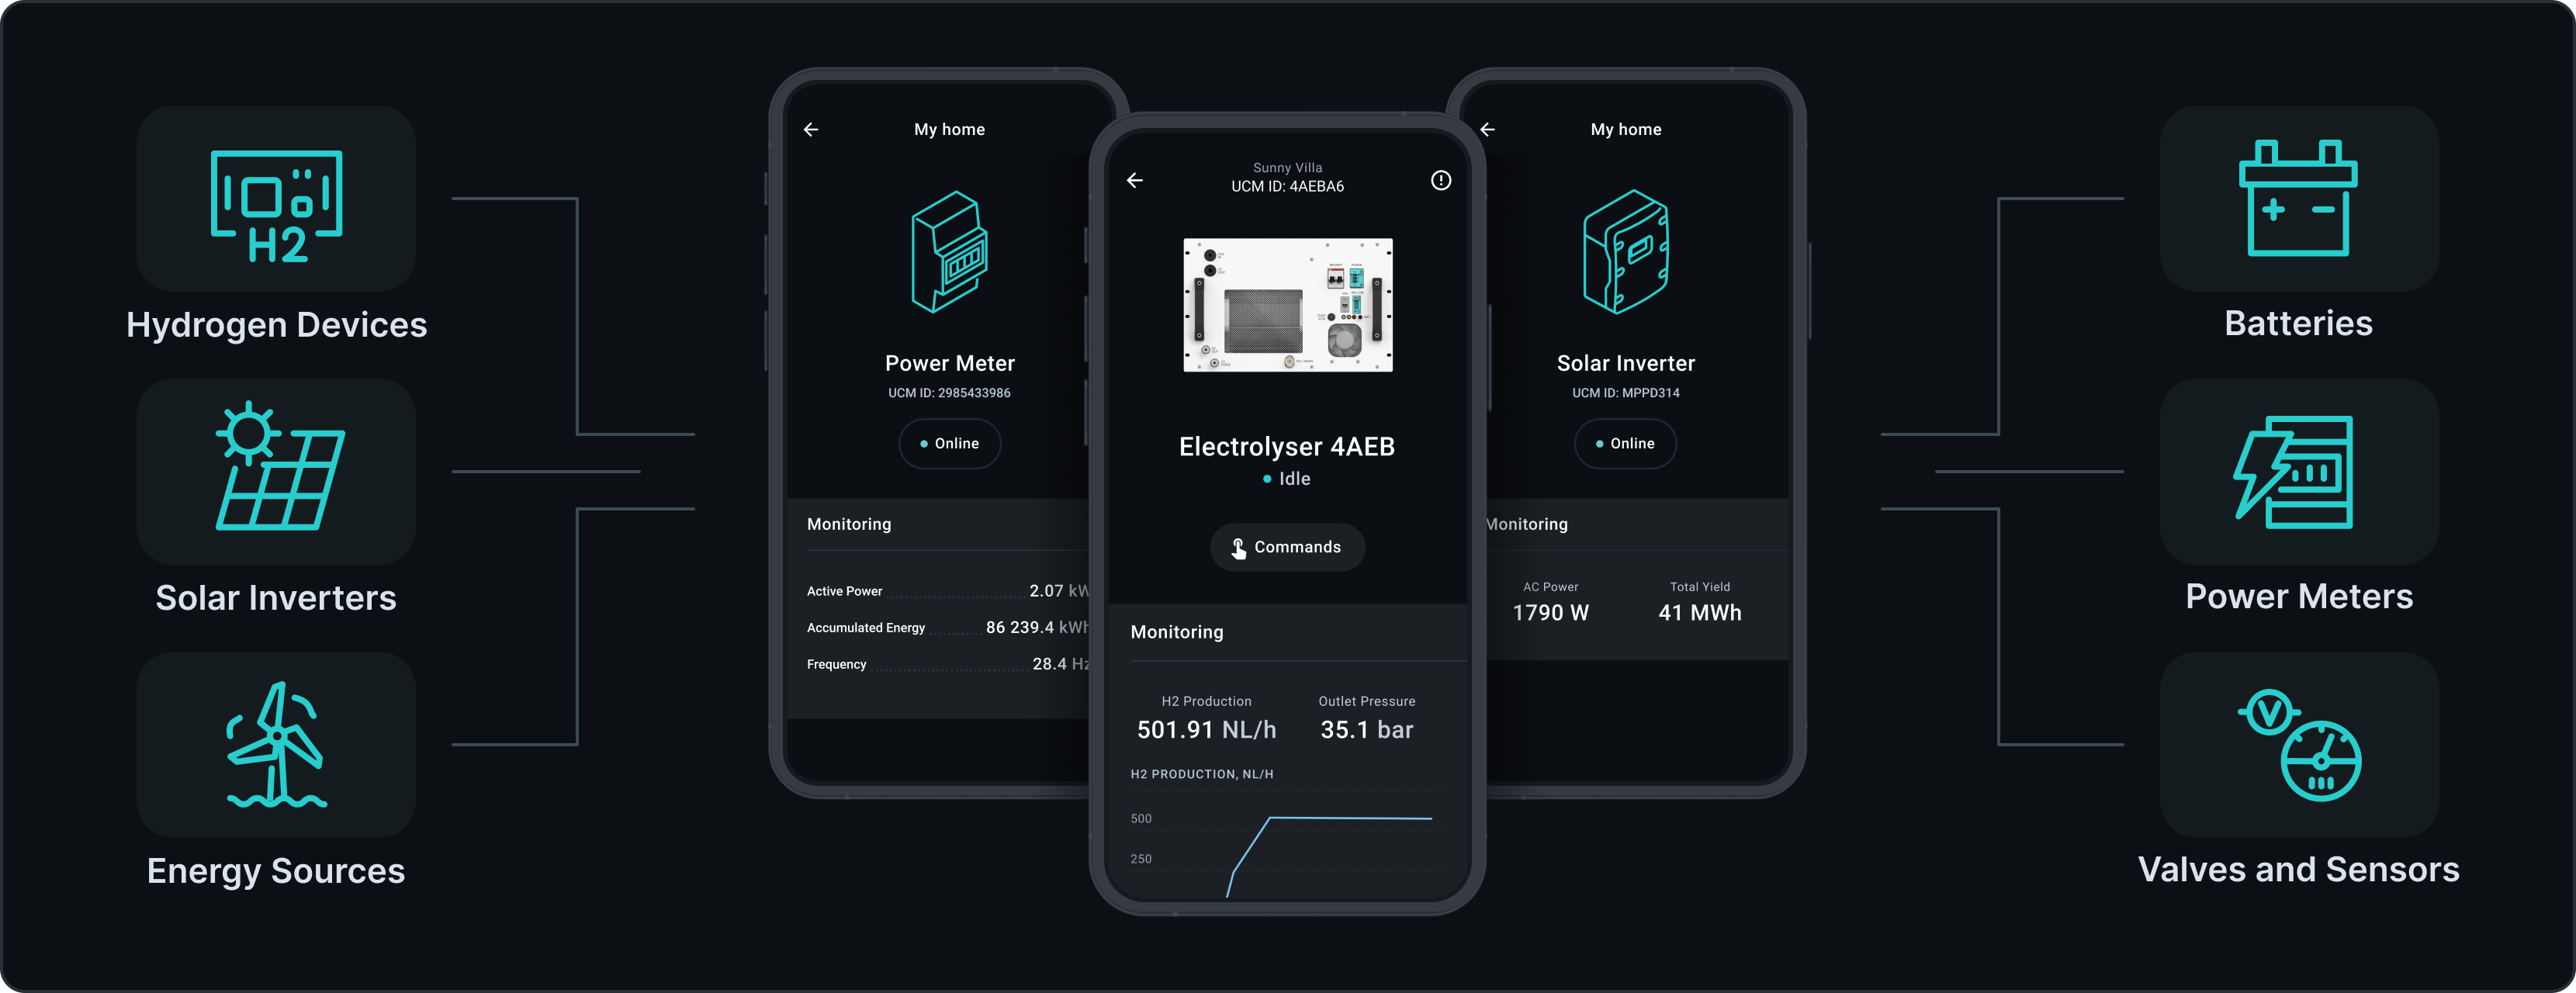 H2
Hydrogen Devices
Solar Inverters
Energy Sources
My home
Power Meter
UCM ID: 2985433986
Online
Monitoring
Active Power 2.07 kW
Accumulated Energy 86 239.4 kWh
Frequency 28.4 Hz
Sunny Villa
UCM ID: 4AEBA6
Electrolyser 4AEB
Idle
Commands
Monitoring
H2 Production Outlet Pressure
501.91 NL/h 35.1 bar
H2 PRODUCTION, NL/H
500
250
My home
Solar Inverter
UCM ID: MPPD314
Online
Monitoring
AC Power Total Yield
1790 W 41 MWh
Batteries
Power Meters
V
Valves and Sensors